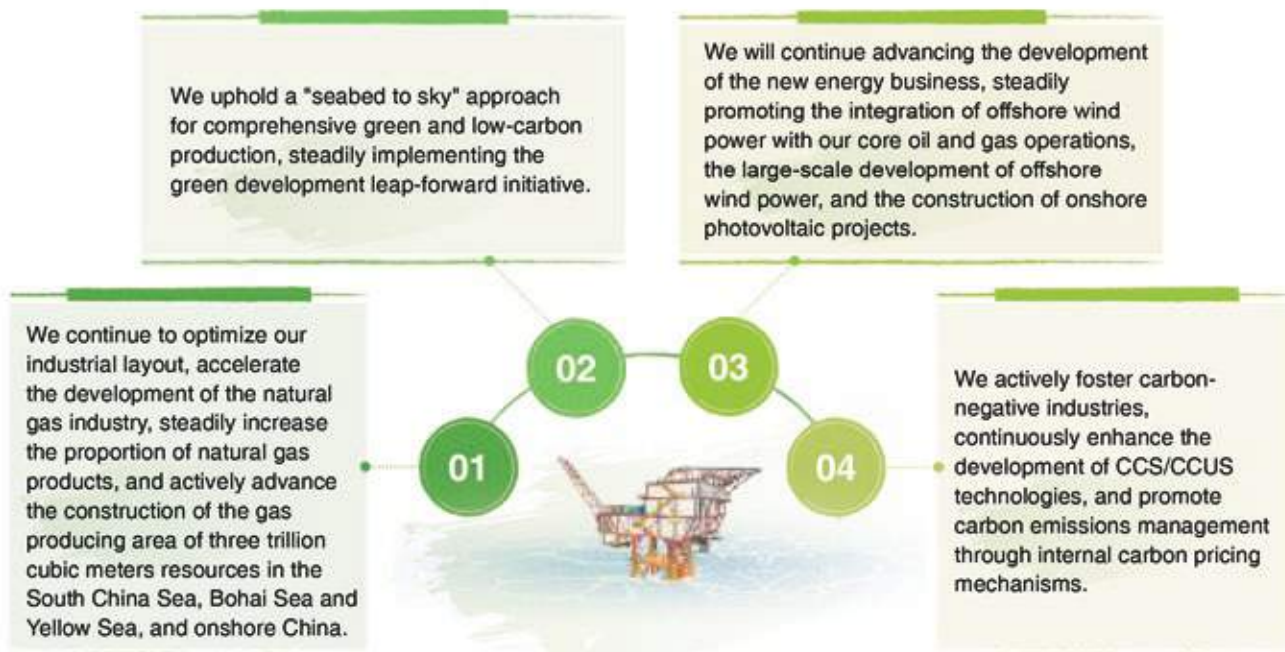 We uphold a "seabed to sky" approach
for comprehensive green and low-carbon
production, steadily implementing the
green development leap-forward initiative.
We will continue advancing the development
of the new energy business, steadily
promoting the integration of offshore wind
power with our core oil and gas operations,
the large-scale development of offshore
wind power, and the construction of onshore
photovoltaic projects.
We continue to optimize our
industrial layout, accelerate
the development of the natural
gas industry, steadily increase
the proportion of natural gas
products, and actively advance
the construction of the gas
producing area of three trillion
cubic meters resources in the
South China Sea, Bohai Sea and
Yellow Sea, and onshore China.
02
03
01
04
We actively foster carbon-
negative industries,
continuously enhance the
development of CCS/CCUS
technologies, and promote
carbon emissions management
through internal carbon pricing
mechanisms.